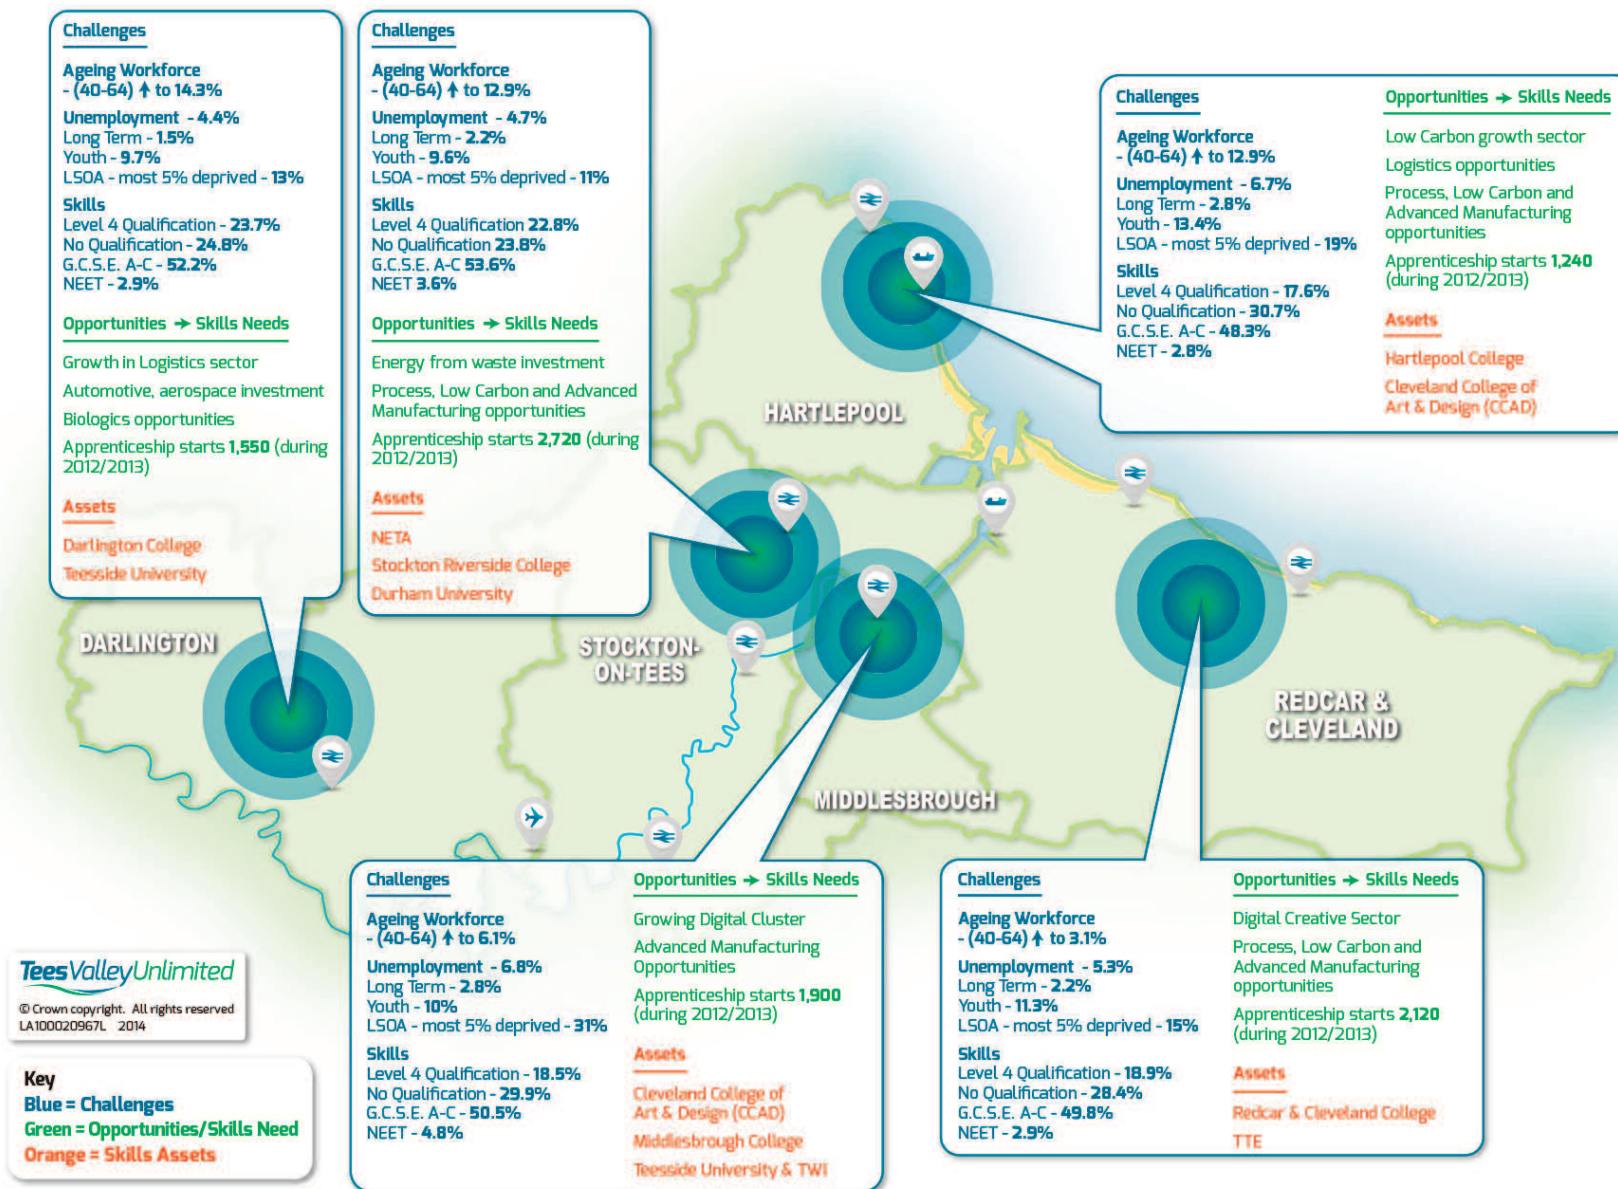 Challenges
Ageing Workforce
- (40-64) ↑ to 14.3%
Unemployment - 4.4%
Long Term - 1.5%
Youth - 9.7%
LSOA - most 5% deprived - 13%
Skills
Level 4 Qualification - 23.7%
No Qualification - 24.8%
G.C.S.E. A-C - 52.2%
NEET - 2.9%
Opportunities → Skills Needs
Growth in Logistics sector
Automotive, aerospace investment
Biologics opportunities
Apprenticeship starts 1,550 (during
2012/2013)
Assets
Darlington College
Teesside University
Challenges
Ageing Workforce
- (40-64) ↑ to 12.9%
Unemployment - 4.7%
Long Term - 2.2%
Youth - 9.6%
LSOA - most 5% deprived - 11%
Skills
Level 4 Qualification 22.8%
No Qualification 23.8%
G.C.S.E. A-C 53.6%
NEET 3.6%
Opportunities → Skills Needs
Energy from waste investment
Process, Low Carbon and Advanced
Manufacturing opportunities
Apprenticeship starts 2,720 (during
2012/2013)
Assets
NETA
Stockton Riverside College
Durham University
Challenges
Ageing Workforce
- (40-64) ↑ to 12.9%
Unemployment - 6.7%
Long Term - 2.8%
Youth - 13.4%
LSOA - most 5% deprived - 19%
Skills
Level 4 Qualification - 17.6%
No Qualification - 30.7%
G.C.S.E. A-C - 48.3%
NEET - 2.8%
Opportunities → Skills Needs
Low Carbon growth sector
Logistics opportunities
Process, Low Carbon and
Advanced Manufacturing
opportunities
Apprenticeship starts 1,240
(during 2012/2013)
Assets
Hartlepool College
Cleveland College of
Art & Design (CCAD)
HARTLEPOOL
DARLINGTON
STOCKTON-
ON-TEES
REDCAR &
CLEVELAND
MIDDLESBROUGH
Challenges
Ageing Workforce
- (40-64) ↑ to 6.1%
Unemployment - 6.8%
Long Term - 2.8%
Youth - 10%
LSOA - most 5% deprived - 31%
Skills
Level 4 Qualification - 18.5%
No Qualification - 29.9%
G.C.S.E. A-C - 50.5%
NEET - 4.8%
Opportunities → Skills Needs
Growing Digital Cluster
Advanced Manufacturing
Opportunities
Apprenticeship starts 1,900
(during 2012/2013)
Assets
Cleveland College of
Art & Design (CCAD)
Middlesbrough College
Teesside University & TWI
Challenges
Ageing Workforce
- (40-64) ↑ to 3.1%
Unemployment - 5.3%
Long Term - 2.2%
Youth - 11.3%
LSOA - most 5% deprived - 15%
Skills
Level 4 Qualification - 18.9%
No Qualification - 28.4%
G.C.S.E. A-C - 49.8%
NEET - 2.9%
Opportunities → Skills Needs
Digital Creative Sector
Process, Low Carbon and
Advanced Manufacturing
opportunities
Apprenticeship starts 2,120
(during 2012/2013)
Assets
Redcar & Cleveland College
TTE
TeesValleyUnlimited
© Crown copyright. All rights reserved
LA100020967L 2014
Key
Blue = Challenges
Green = Opportunities/Skills Need
Orange = Skills Assets